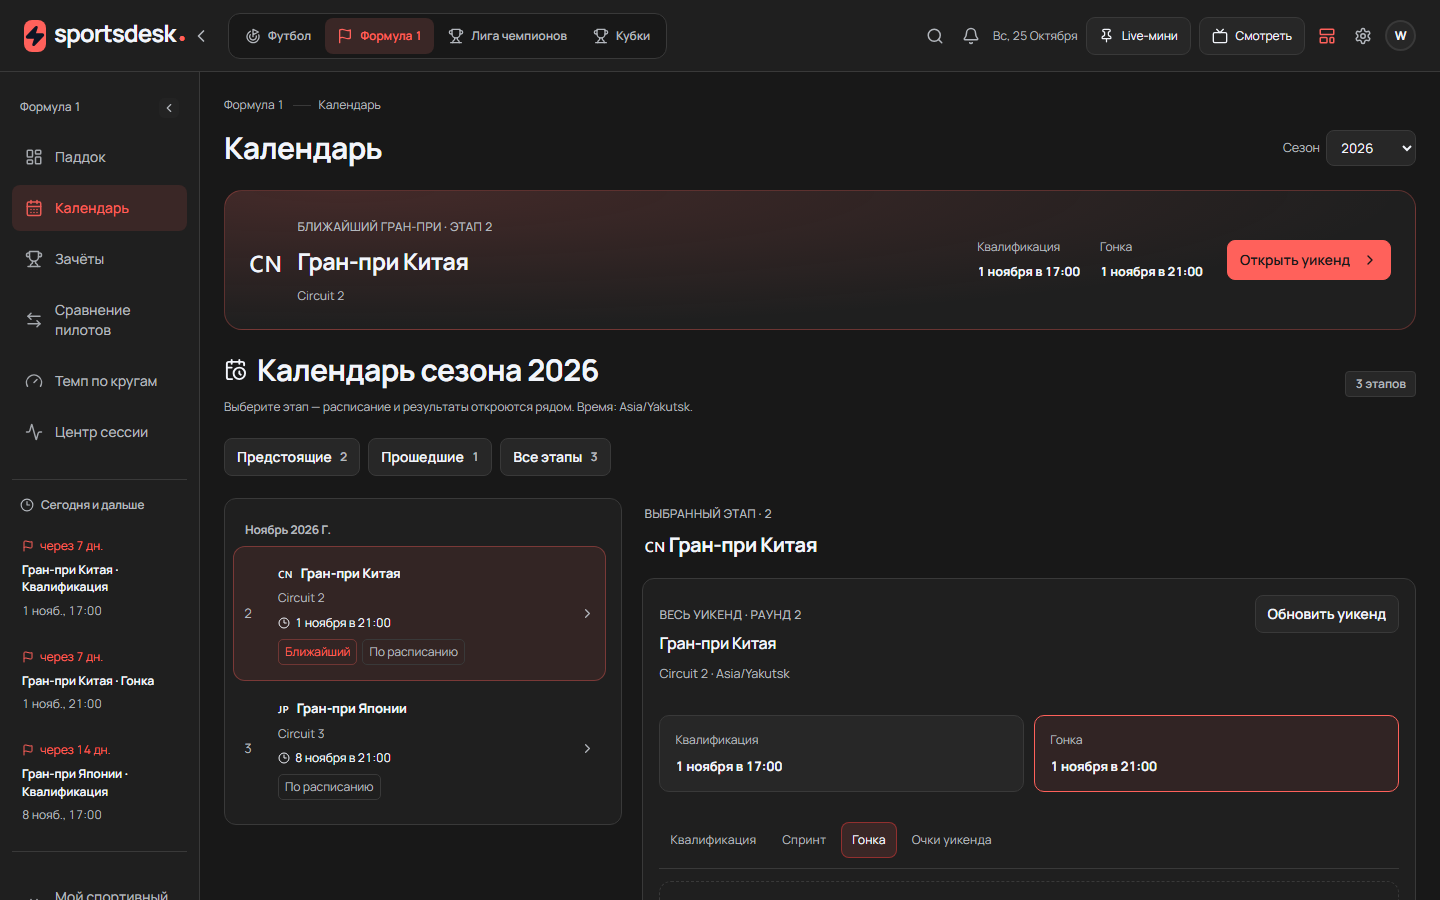 sportsdesk.
Футбол
Формула 1
Лига чемпионов
Кубки
Вс, 25 Октября
Live-мини
Смотреть
W
Формула 1
Паддок
Календарь
Зачёты
Сравнение
пилотов
Темп по кругам
Центр сессии
Сегодня и дальше
через 7 дн.
Гран-при Китая ·
Квалификация
1 нояб., 17:00
через 7 дн.
Гран-при Китая · Гонка
1 нояб., 21:00
через 14 дн.
Гран-при Японии ·
Квалификация
8 нояб., 17:00
Мой спортивный
Формула 1 — Календарь
Календарь
Сезон
2026
БЛИЖАЙШИЙ ГРАН-ПРИ · ЭТАП 2
CN Гран-при Китая
Circuit 2
Квалификация
1 ноября в 17:00
Гонка
1 ноября в 21:00
Открыть уикенд
Календарь сезона 2026
Выберите этап — расписание и результаты откроются рядом. Время: Asia/Yakutsk.
3 этапов
Предстоящие 2
Прошедшие 1
Все этапы 3
Ноябрь 2026 Г.
2
CN Гран-при Китая
Circuit 2
1 ноября в 21:00
Ближайший
По расписанию
3
JP Гран-при Японии
Circuit 3
8 ноября в 21:00
По расписанию
ВЫБРАННЫЙ ЭТАП · 2
CN Гран-при Китая
ВЕСЬ УИКЕНД · РАУНД 2
Гран-при Китая
Circuit 2 · Asia/Yakutsk
Обновить уикенд
Квалификация
1 ноября в 17:00
Гонка
1 ноября в 21:00
Квалификация
Спринт
Гонка
Очки уикенда